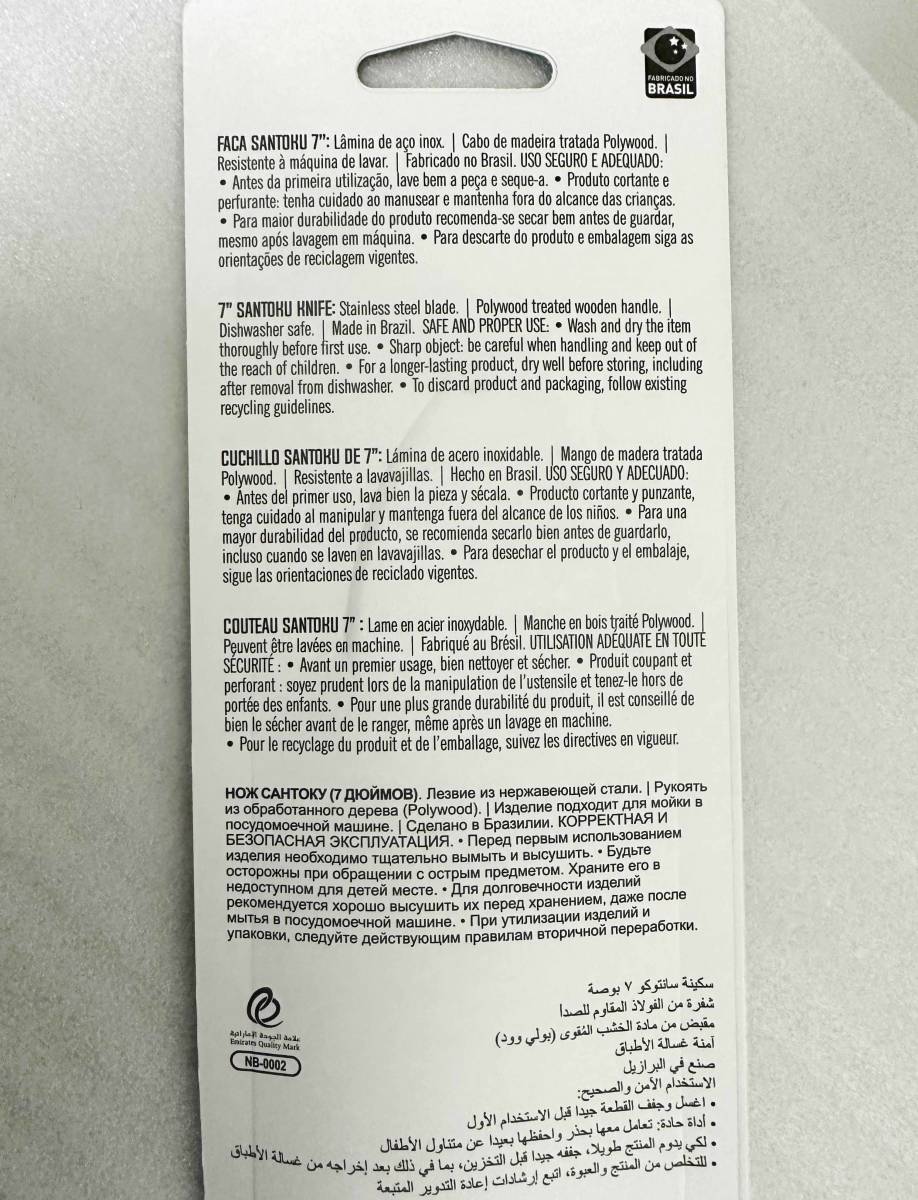 FABRICADO NO
BRASIL
FACA SANTOKU 7”: Lâmina de aço inox. | Cabo de madeira tratada Polywood. |
Resistente à máquina de lavar. | Fabricado no Brasil. USO SEGURO E ADEQUADO:
• Antes da primeira utilização, lave bem a peça e seque-a. • Produto cortante e
perfurante: tenha cuidado ao manusear e mantenha fora do alcance das crianças.
• Para maior durabilidade do produto recomenda-se secar bem antes de guardar,
mesmo após lavagem em máquina. • Para descarte do produto e embalagem siga as
orientações de reciclagem vigentes.
7" SANTOKU KNIFE: Stainless steel blade. | Polywood treated wooden handle. |
Dishwasher safe. | Made in Brazil. SAFE AND PROPER USE: • Wash and dry the item
thoroughly before first use. • Sharp object: be careful when handling and keep out of
the reach of children. • For a longer-lasting product, dry well before storing, including
after removal from dishwasher. • To discard product and packaging, follow existing
recycling guidelines.
CUCHILLO SANTOKU DE 7”: Lámina de acero inoxidable. | Mango de madera tratada
Polywood. | Resistente a lavavajillas. | Hecho en Brasil. USO SEGURO Y ADECUADO:
• Antes del primer uso, lava bien la pieza y sécala. • Producto cortante y punzante,
tenga cuidado al manipular y mantenga fuera del alcance de los niños. • Para una
mayor durabilidad del producto, se recomienda secarlo bien antes de guardarlo,
incluso cuando se laven en lavavajillas. • Para desechar el producto y el embalaje,
sigue las orientaciones de reciclado vigentes.
COUTEAU SANTOKU 7” : Lame en acier inoxydable. | Manche en bois traité Polywood. |
Peuvent être lavées en machine. | Fabriqué au Brésil. UTILISATION ADÉQUATE EN TOUTE
SÉCURITÉ : • Avant un premier usage, bien nettoyer et sécher. • Produit coupant et
perforant : soyez prudent lors de la manipulation de l’ustensile et tenez-le hors de
portée des enfants. • Pour une plus grande durabilité du produit, il est conseillé de
bien le sécher avant de le ranger, même après un lavage en machine.
• Pour le recyclage du produit et de l’emballage, suivez les directives en vigueur.
НОЖ САНТОКУ (7 ДЮЙМОВ). Лезвие из нержавеющей стали. | Рукоять
из обработанного дерева (Polywood). | Изделие подходит для мойки в
посудомоечной машине. | Сделано в Бразилии. КОРРЕКТНАЯ И
БЕЗОПАСНАЯ ЭКСПЛУАТАЦИЯ. • Перед первым использованием
изделия необходимо тщательно вымыть и высушить. • Будьте
осторожны при обращении с острым предметом. Храните его в
недоступном для детей месте. • Для долговечности изделий
рекомендуется хорошо высушить их перед хранением, даже после
мытья в посудомоечной машине. • При утилизации изделий и
упаковки, следуйте действующим правилам вторичной переработки.
علامة الجودة الإماراتية
Emirates Quality Mark
NB-0002
سكينة سانتوكو ٧ بوصة
شفرة من الفولاذ المقاوم للصدأ
مقبض من مادة الخشب المُقوى (بولي وود)
آمنة غسالة الأطباق
صنع في البرازيل
الاستخدام الآمن والصحيح:
• اغسل وجفف القطعة جيدا قبل الاستخدام الأول
• أداة حادة: تعامل معها بحذر واحفظها بعيدا عن متناول الأطفال
• لكي يدوم المنتج طويلا، جففه جيدا قبل التخزين، بما في ذلك بعد إخراجه من غسالة الأطباق
• للتخلص من المنتج والعبوة، اتبع إرشادات إعادة التدوير المتبعة